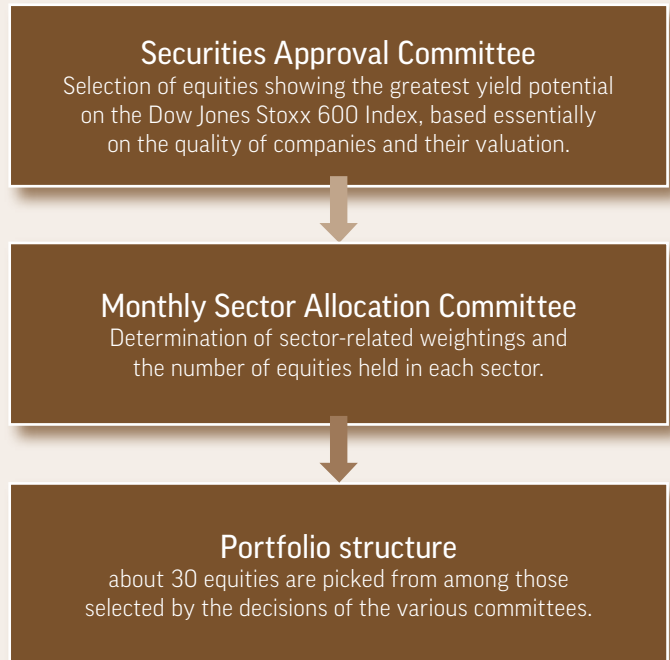 Securities Approval Committee
Selection of equities showing the greatest yield potential
on the Dow Jones Stoxx 600 Index, based essentially
on the quality of companies and their valuation.
Monthly Sector Allocation Committee
Determination of sector-related weightings and
the number of equities held in each sector.
Portfolio structure
about 30 equities are picked from among those
selected by the decisions of the various committees.